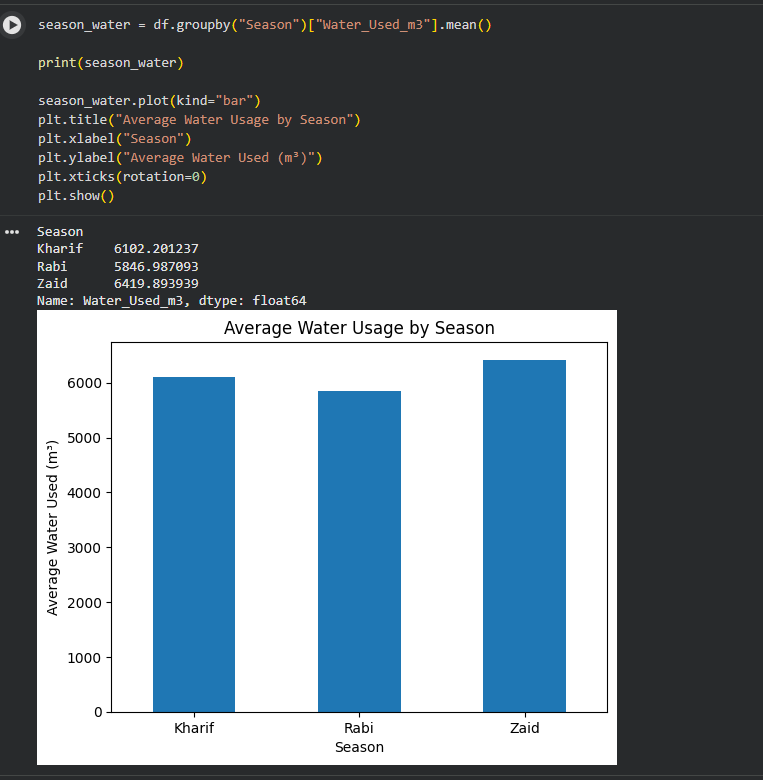 season_water = df.groupby("Season")["Water_Used_m3"].mean()
print(season_water)
season_water.plot(kind="bar")
plt.title("Average Water Usage by Season")
plt.xlabel("Season")
plt.ylabel("Average Water Used (m³)")
plt.xticks(rotation=0)
plt.show()
Season
Kharif    6102.201237
Rabi      5846.987093
Zaid      6419.893939
Name: Water_Used_m3, dtype: float64
Average Water Usage by Season
Average Water Used (m³)
6000
5000
4000
3000
2000
1000
0
Kharif Rabi Zaid
Season